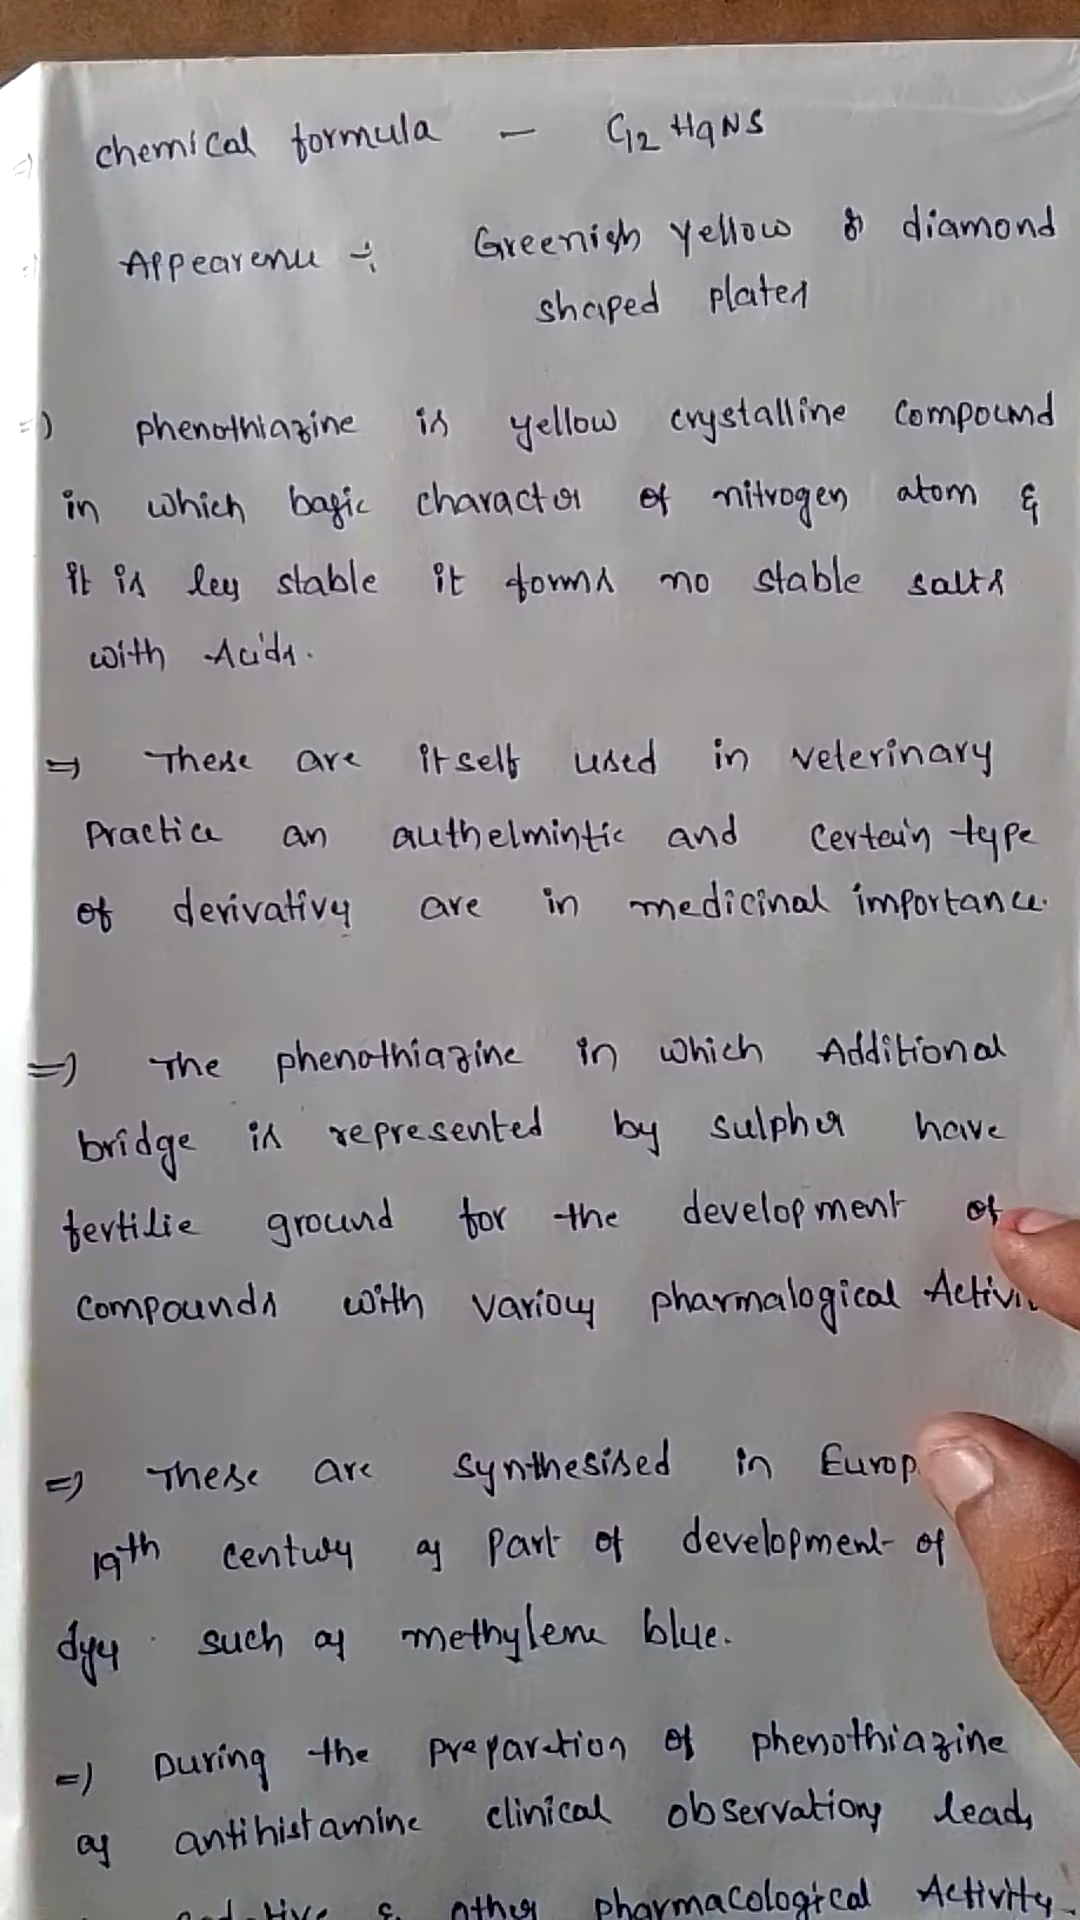 chemical formula - C12 H9NS
Appearence ÷ Greenish yellow & diamond
shaped plates
=) phenothiazine is yellow crystalline compound
in which basic character of nitrogen atom &
it is less stable it forms no stable salts
with Acids.
=) These are itself used in veterinary
Practice an authelmintic and certain type
of derivatives are in medicinal importance.
=) The phenothiazine in which Additional
bridge is represented by sulpher have
fertilie ground for the development of
compounds with various pharmalogical
=) These are synthesised in
19th century as Part of development of
dyes such as methylene blue.
=) During the preparation of phenothiazine
as antihistamine clinical observations leads
& other pharmacological Activity.